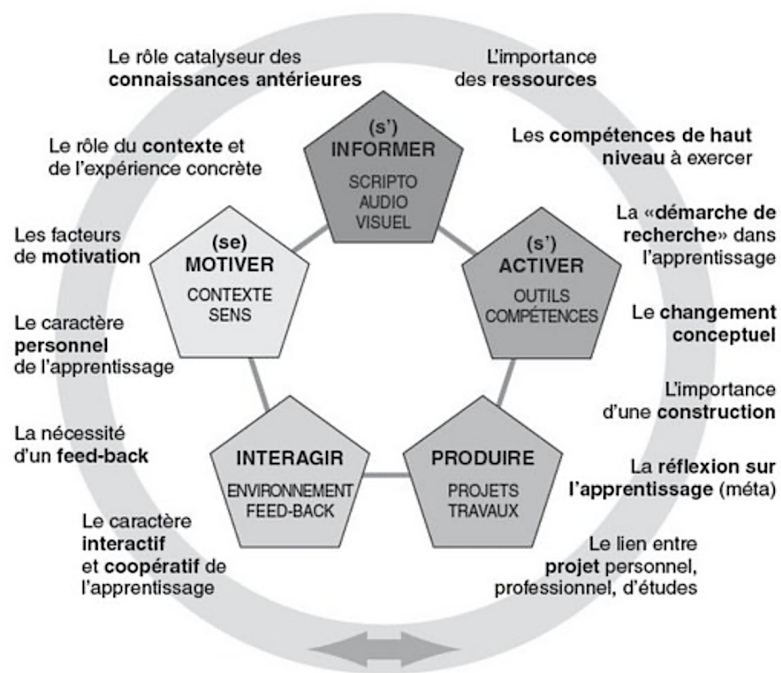 Le rôle catalyseur des
connaissances antérieures
L'importance
des ressources
Le rôle du contexte et
de l'expérience concrète
(s')
INFORMER
SCRIPTO
AUDIO
VISUEL
Les compétences de haut
niveau à exercer
Les facteurs
de motivation
(se)
MOTIVER
CONTEXTE
SENS
(s')
ACTIVER
OUTILS
COMPÉTENCES
La «démarche de
recherche» dans
l'apprentissage
Le caractère
personnel
de l'apprentissage
Le changement
conceptuel
L'importance
d'une construction
La nécessité
d'un feed-back
INTERAGIR
ENVIRONNEMENT
FEED-BACK
PRODUIRE
PROJETS
TRAVAUX
La réflexion sur
l'apprentissage (méta)
Le caractère
interactif
et coopératif de
l'apprentissage
Le lien entre
projet personnel,
professionnel, d'études